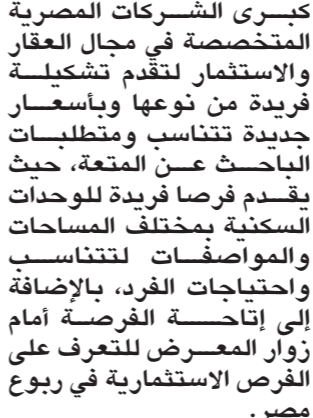 كبرى الشركات المصرية
المتخصصة في مجال العقار
والاستثمار لتقدم تشكيلة
فريدة من نوعها وبأسعار
جديدة تتناسب ومتطلبات
الباحث عن المتعة، حيث
يقدم فرصا فريدة للوحدات
السكنية بمختلف المساحات
والمواصفات لتتناسب
واحتياجات الفرد، بالإضافة
إلى إتاحة الفرصة أمام
زوار المعرض للتعرف على
الفرص الاستثمارية في ربوع
مصر.